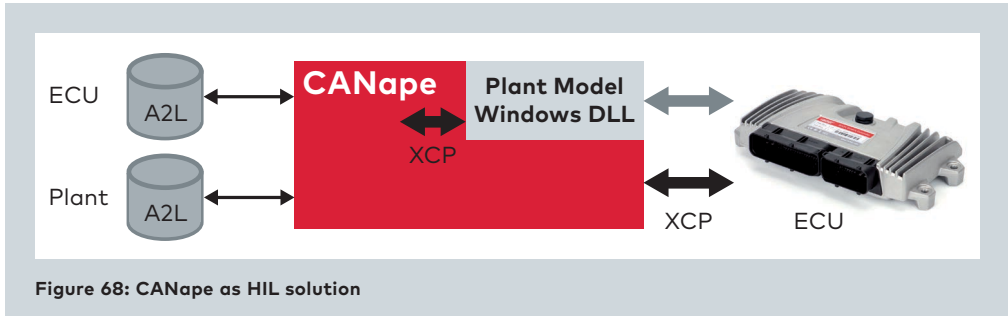 ECU
A2L
CANape
XCP
Plant Model
Windows DLL
Plant
A2L
XCP
ECU
Figure 68: CANape as HIL solution